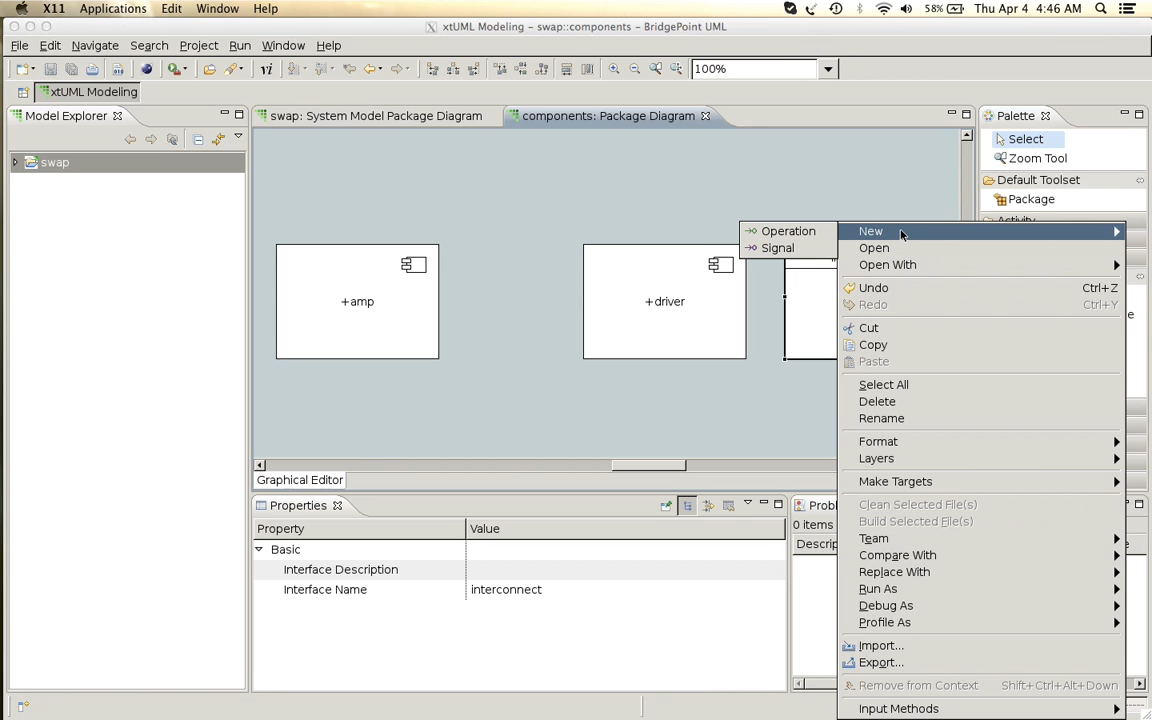 X11 Applications Edit Window Help 58% Thu Apr 4 4:46 AM
xtUML Modeling - swap::components - BridgePoint UML
File Edit Navigate Search Project Run Window Help
vi 100%
xtUML Modeling
Model Explorer
swap: System Model Package Diagram
components: Package Diagram
Palette
Select
Zoom Tool
swap
Default Toolset
Package
Activity
Operation
Signal
New
Open
Open With
+amp
+driver
Undo Ctrl+Z
Redo Ctrl+Y
Cut
Copy
Paste
Select All
Delete
Rename
Format
Layers
Make Targets
Clean Selected File(s)
Build Selected File(s)
Team
Compare With
Replace With
Run As
Debug As
Profile As
Import...
Export...
Remove from Context Shift+Ctrl+Alt+Down
Input Methods
Graphical Editor
Properties
Property Value
Basic
Interface Description
Interface Name interconnect
Probl
0 items
Descrip